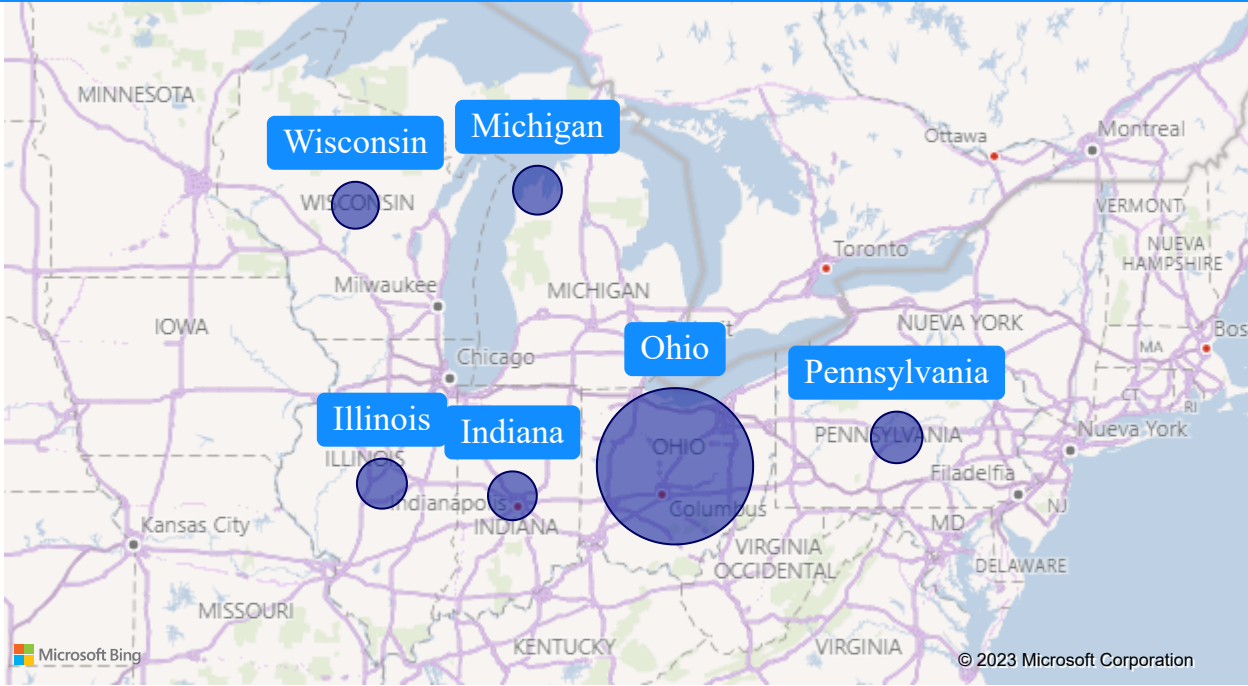 MINNESOTA
Wisconsin
Michigan
Ottawa
Montreal
WISCONSIN
VERMONT
NUEVA
HAMPSHIRE
Toronto
Milwaukee
MICHIGAN
IOWA
NUEVA YORK
Bos
MA
Ohio
Chicago
Pennsylvania
CT
RI
Illinois
Indiana
OHIO
PENNSYLVANIA
Nueva York
ILLINOIS
Filadelfia
Indianápolis
Columbus
NJ
Kansas City
INDIANA
MD
VIRGINIA
OCCIDENTAL
DELAWARE
MISSOURI
KENTUCKY
VIRGINIA
Microsoft Bing
© 2023 Microsoft Corporation